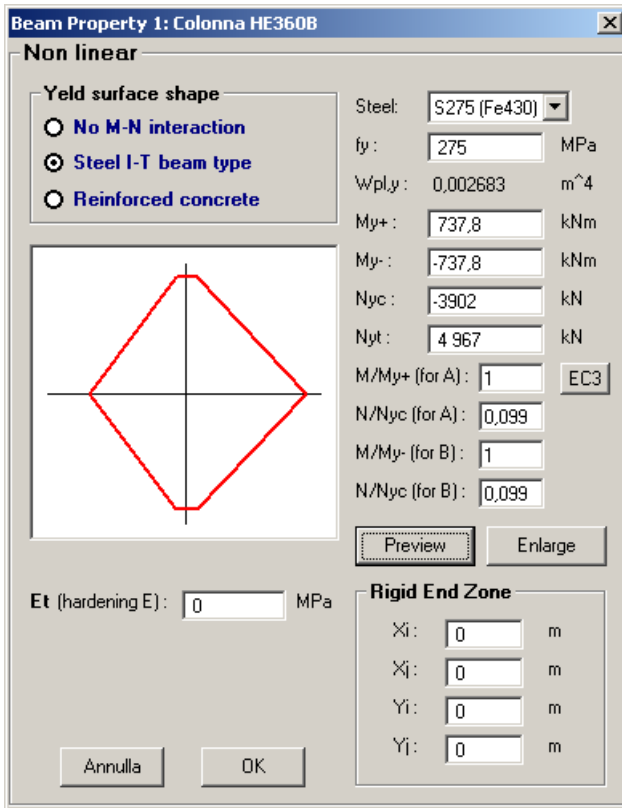 Beam Property 1: Colonna HE360B
Non linear
Yeld surface shape
No M-N interaction
Steel I-T beam type
Reinforced concrete
Steel: S275 (Fe430)
fy : 275 MPa
Wpl,y : 0,002683 m^4
My+ : 737,8 kNm
My- : -737,8 kNm
Nyc : -3902 kN
Nyt : 4 967 kN
M/My+ (for A) : 1 EC3
N/Nyc (for A) : 0,099
M/My- (for B) : 1
N/Nyc (for B) : 0,099
Preview Enlarge
Et (hardening E) : 0 MPa
Rigid End Zone
Xi : 0 m
Xj : 0 m
Yi : 0 m
Yj : 0 m
Annulla OK